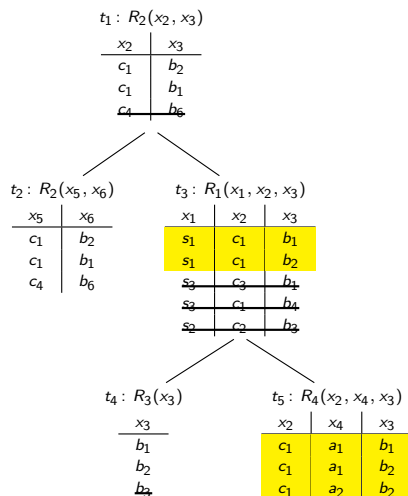 t₁: R₂(x₂, x₃)
x₂ x₃
c₁ b₂
c₁ b₁
c₄ b₆
t₂: R₂(x₅, x₆)
x₅ x₆
c₁ b₂
c₁ b₁
c₄ b₆
t₃: R₁(x₁, x₂, x₃)
x₁ x₂ x₃
s₁ c₁ b₁
s₁ c₁ b₂
s₃ c₃ b₁
s₃ c₁ b₄
s₂ c₂ b₃
t₄: R₃(x₃)
x₃
b₁
b₂
b₃
t₅: R₄(x₂, x₄, x₃)
x₂ x₄ x₃
c₁ a₁ b₁
c₁ a₁ b₂
c₁ a₂ b₂